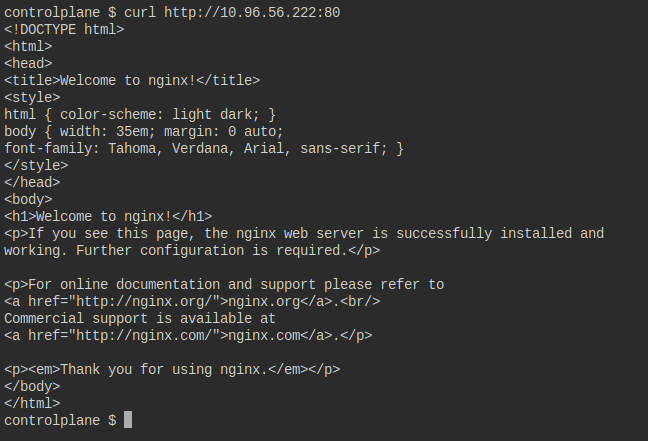 controlplane $ curl http://10.96.56.222:80
<!DOCTYPE html>
<html>
<head>
<title>Welcome to nginx!</title>
<style>
html { color-scheme: light dark; }
body { width: 35em; margin: 0 auto;
font-family: Tahoma, Verdana, Arial, sans-serif; }
</style>
</head>
<body>
<h1>Welcome to nginx!</h1>
<p>If you see this page, the nginx web server is successfully installed and
working. Further configuration is required.</p>

<p>For online documentation and support please refer to
<a href="http://nginx.org/">nginx.org</a>.<br/>
Commercial support is available at
<a href="http://nginx.com/">nginx.com</a>.</p>

<p><em>Thank you for using nginx.</em></p>
</body>
</html>
controlplane $